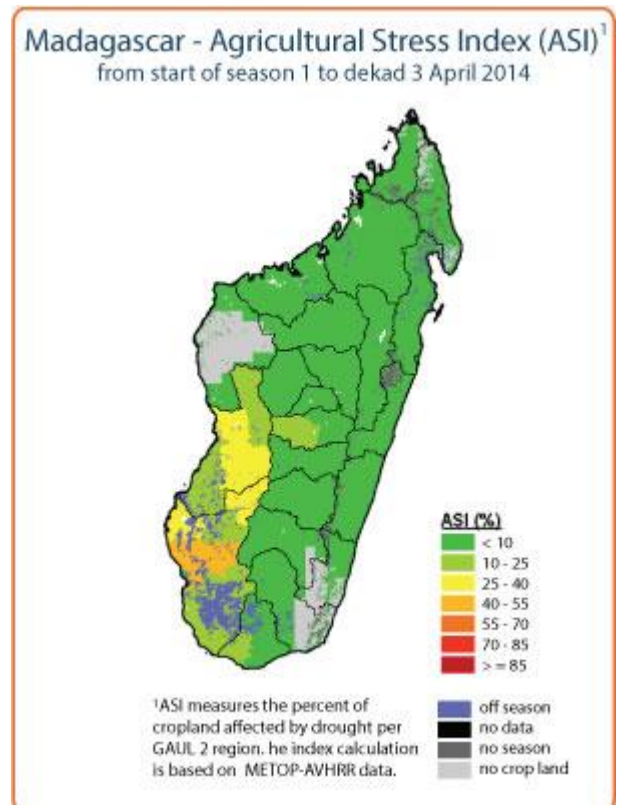 Madagascar - Agricultural Stress Index (ASI)¹
from start of season 1 to dekad 3 April 2014
ASI (%)
< 10
10 - 25
25 - 40
40 - 55
55 - 70
70 - 85
> = 85
¹ASI measures the percent of
cropland affected by drought per
GAUL 2 region. he index calculation
is based on METOP-AVHRR data.
off season
no data
no season
no crop land